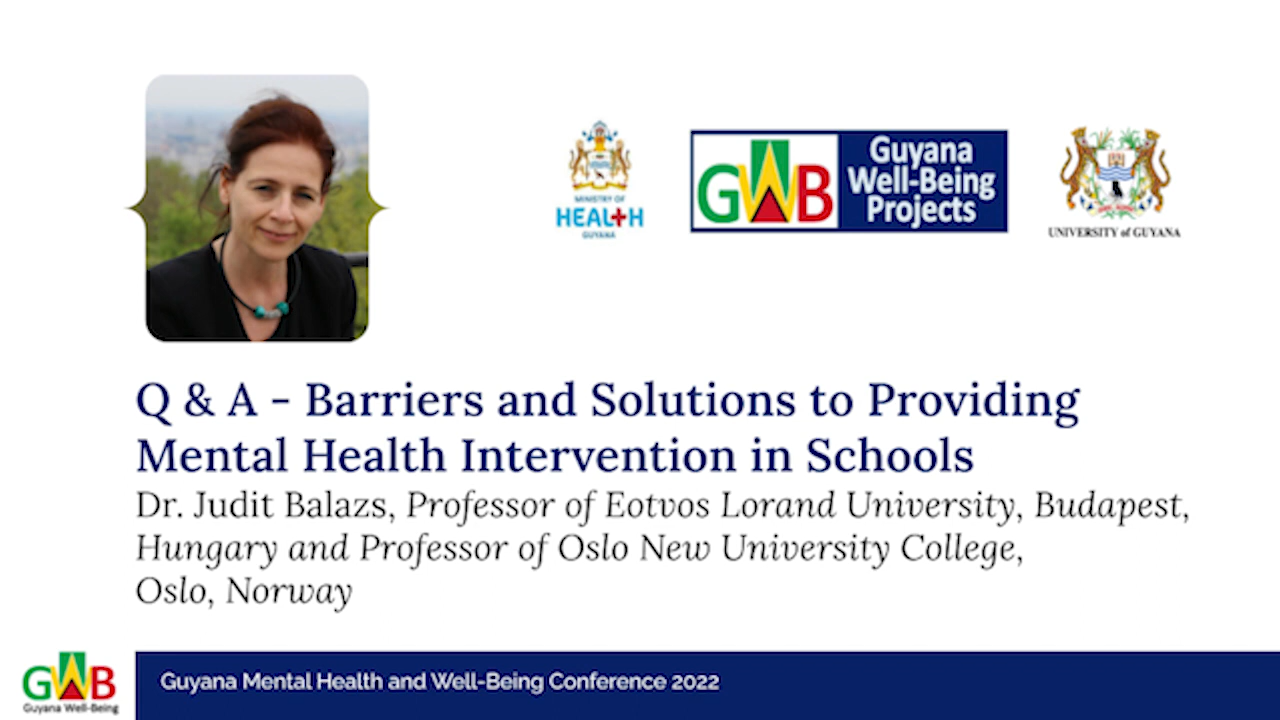 MINISTRY OF
HEALTH
GUYANA
GWB
Guyana
Well-Being
Projects
UNIVERSITY of GUYANA
Q & A - Barriers and Solutions to Providing
Mental Health Intervention in Schools
Dr. Judit Balazs, Professor of Eotvos Lorand University, Budapest,
Hungary and Professor of Oslo New University College,
Oslo, Norway
GWB
Guyana Well-Being
Guyana Mental Health and Well-Being Conference 2022